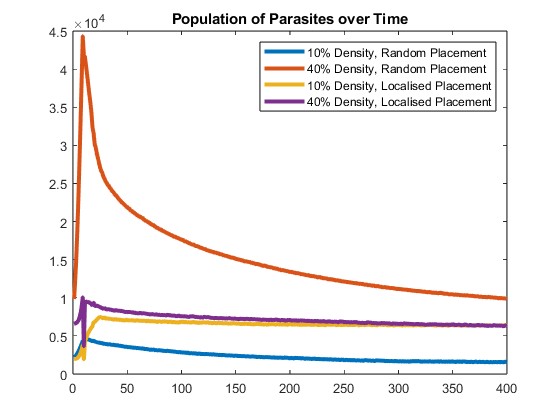 Population of Parasites over Time
×10⁴
4.5
4
3.5
3
2.5
2
1.5
1
0.5
0
10% Density, Random Placement
40% Density, Random Placement
10% Density, Localised Placement
40% Density, Localised Placement
0 50 100 150 200 250 300 350 400